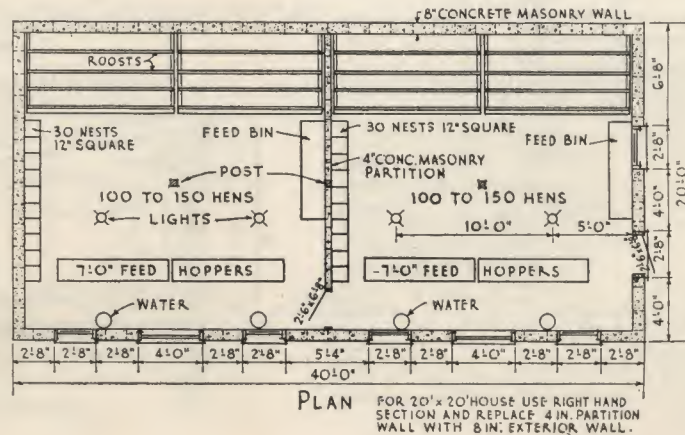 8" CONCRETE MASONRY WALL
ROOSTS
6'-8"
30 NESTS
12" SQUARE
FEED BIN
30 NESTS 12"
SQUARE
FEED BIN
2'-8"
POST
4" CONC. MASONRY
PARTITION
20'-0"
100 TO 150 HENS
100 TO 150 HENS
4'-0"
LIGHTS
10'-0"
5'-0"
2'-8"
7'-0" FEED HOPPERS
7'-0" FEED HOPPERS
2'-6"x6'-8"
WATER
WATER
4'-0"
2'-8" 2'-8" 2'-8" 4'-0" 2'-8" 2'-8" 5'-4" 2'-8" 2'-8" 4'-0" 2'-8" 2'-8" 2'-8"
40'-0"
PLAN
FOR 20' x 20' HOUSE USE RIGHT HAND
SECTION AND REPLACE 4 IN. PARTITION
WALL WITH 8 IN. EXTERIOR WALL.